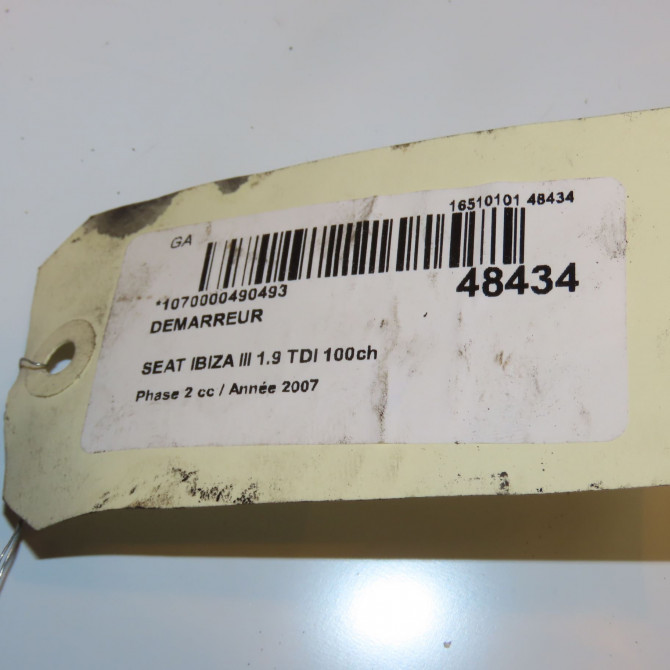 GA
16510101 48434
*1070000490493
48434
DEMARREUR
SEAT IBIZA III 1.9 TDI 100ch
Phase 2 cc / Année 2007